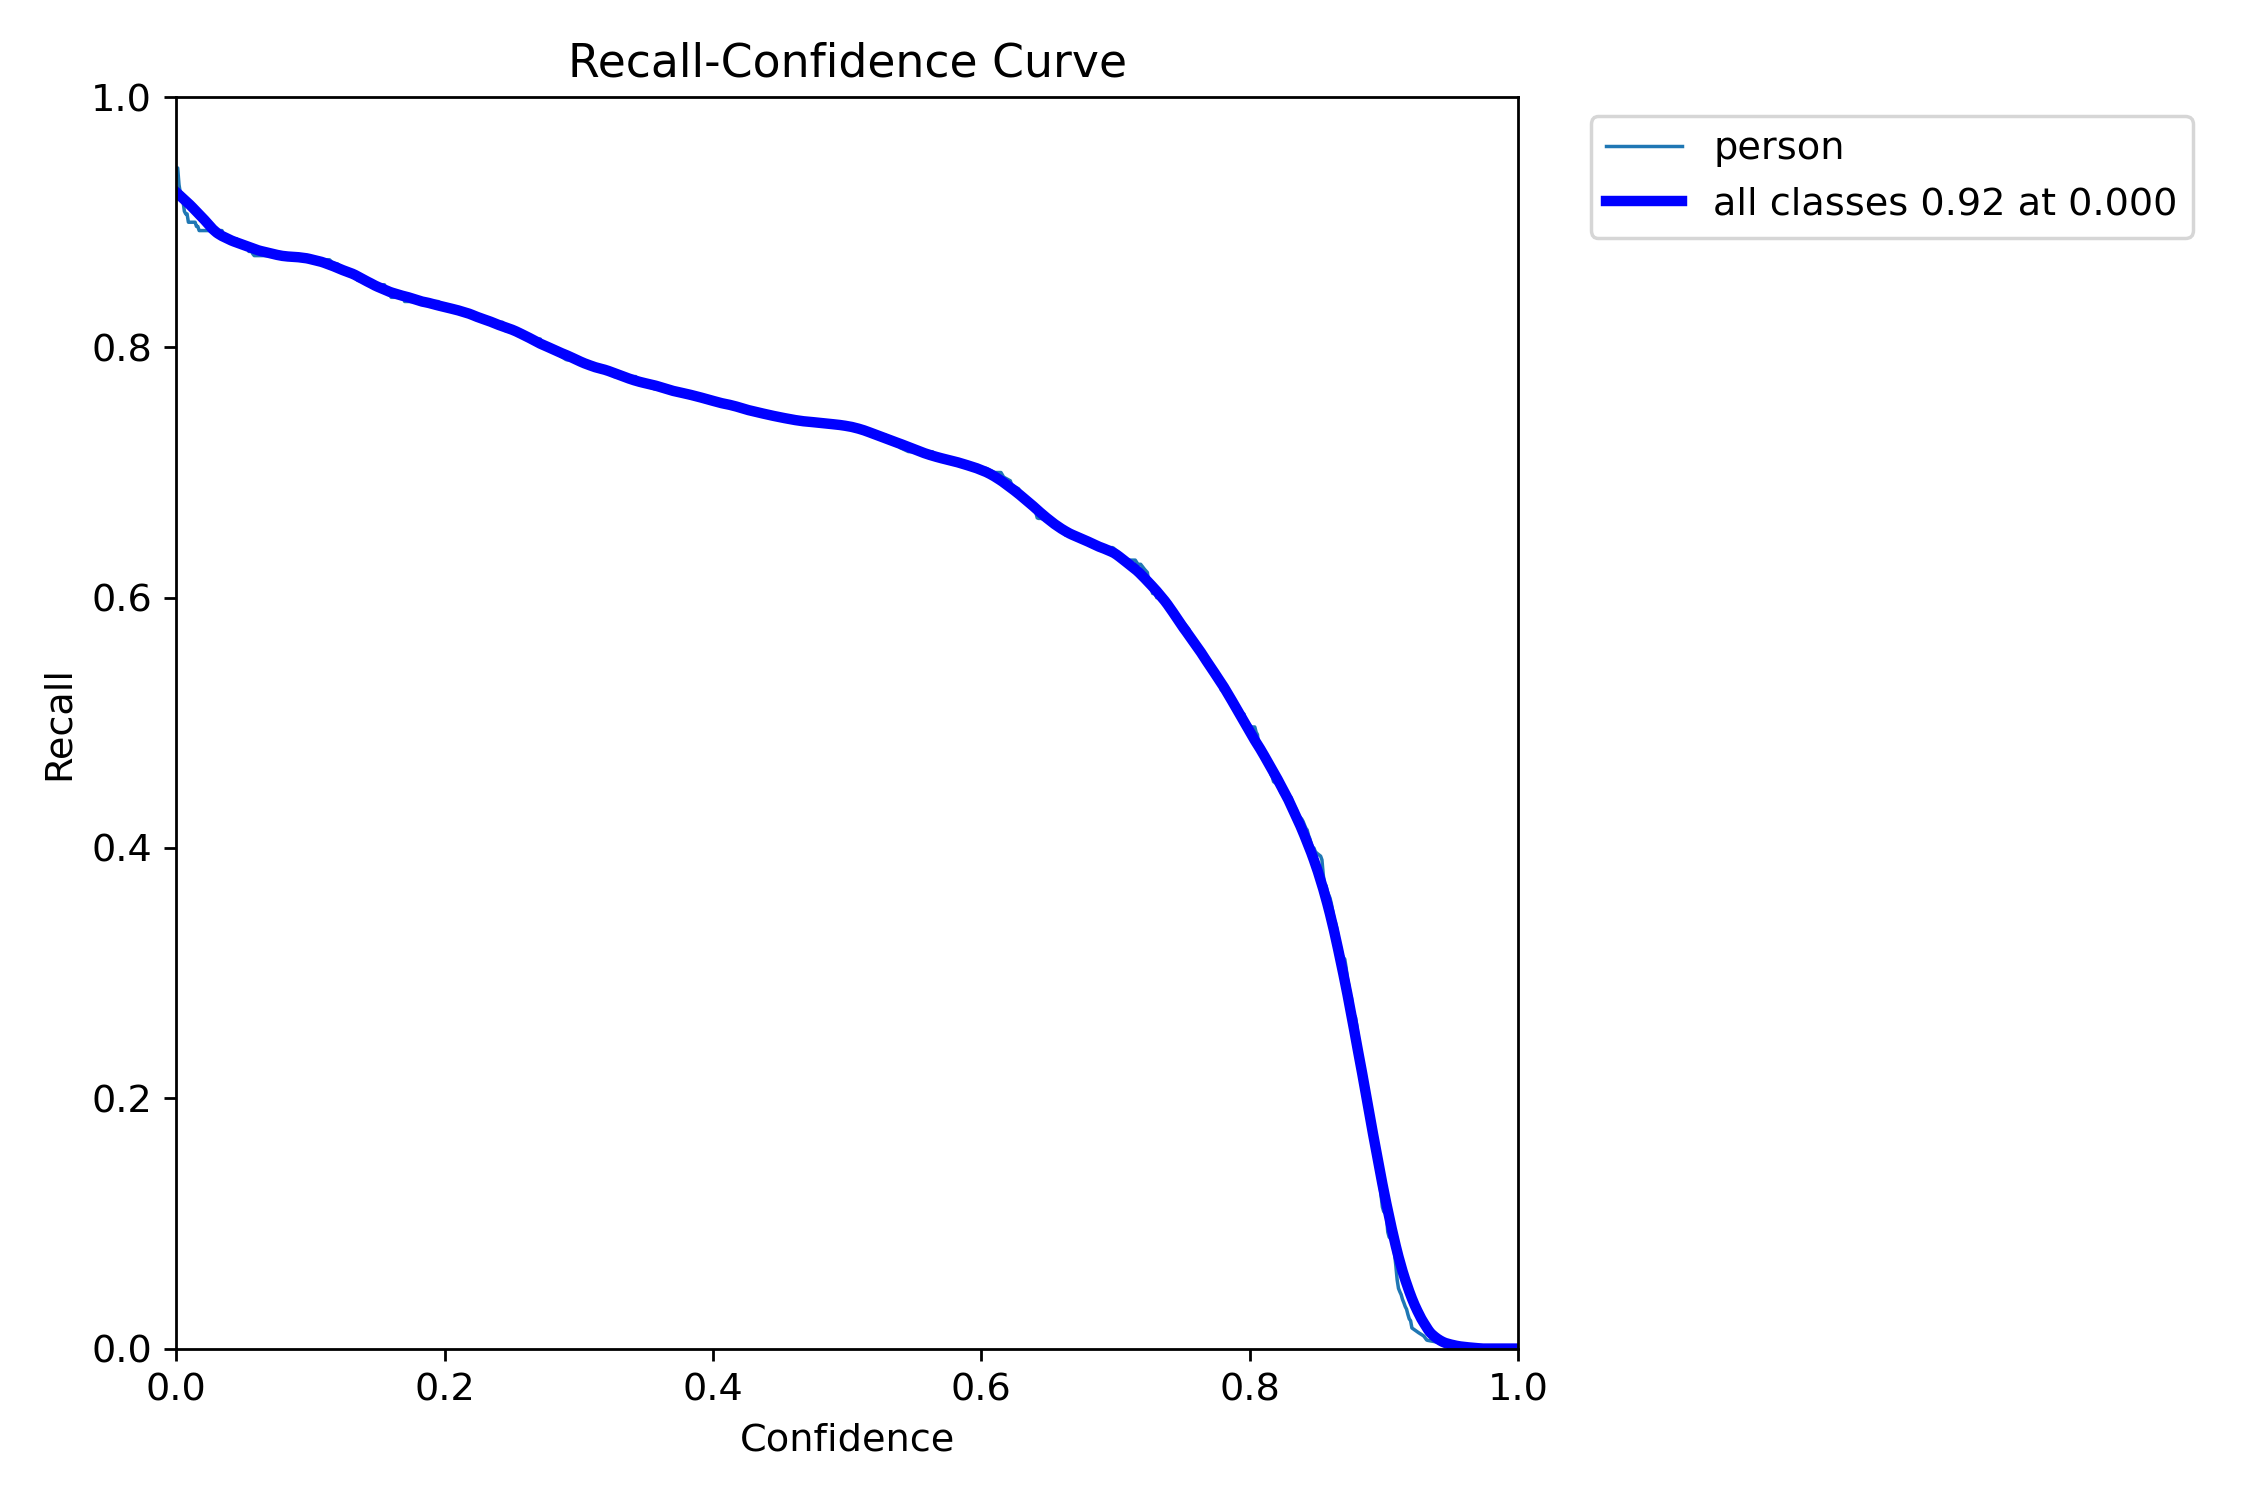 Recall-Confidence Curve
1.0
0.8
0.6
0.4
0.2
0.0
Recall
0.0 0.2 0.4 0.6 0.8 1.0
Confidence
person
all classes 0.92 at 0.000